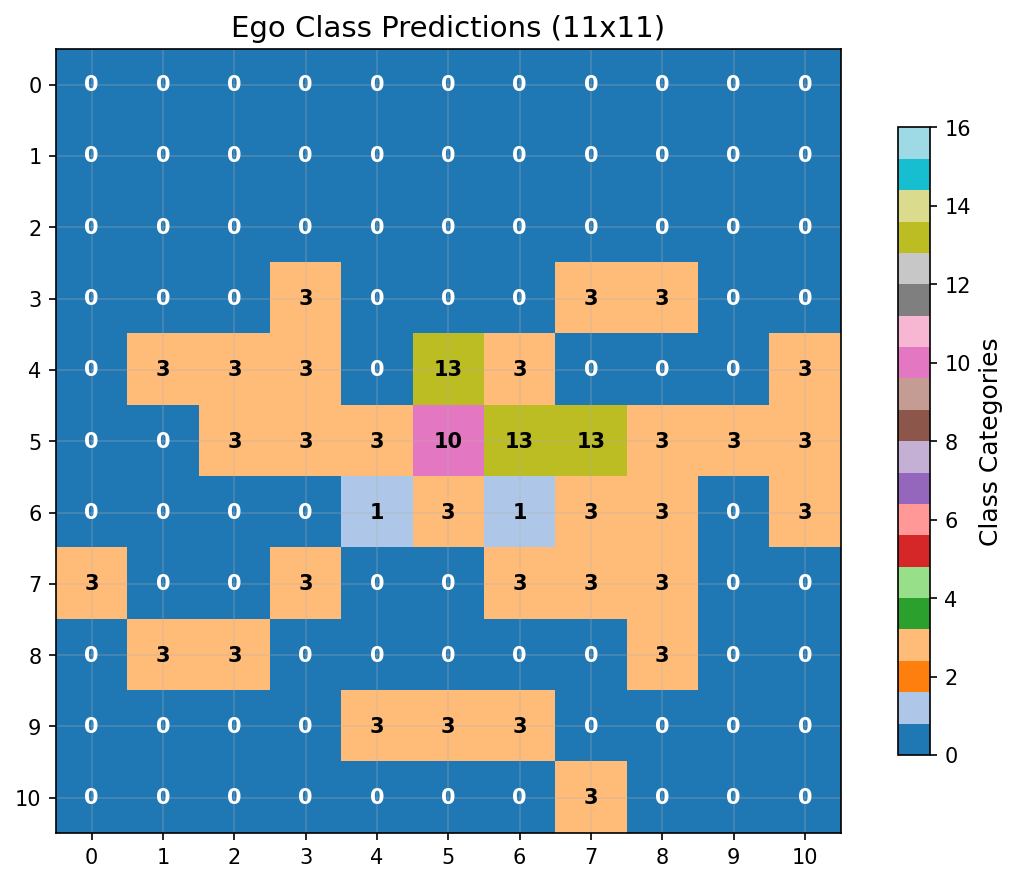 Ego Class Predictions (11x11)
0 0 0 0 0 0 0 0 0 0 0 0
1 0 0 0 0 0 0 0 0 0 0 0
2 0 0 0 0 0 0 0 0 0 0 0
3 0 0 0 3 0 0 0 3 3 0 0
4 0 3 3 3 0 13 3 0 0 0 3
5 0 0 3 3 3 10 13 13 3 3 3
6 0 0 0 0 1 3 1 3 3 0 3
7 3 0 0 3 0 0 3 3 3 0 0
8 0 3 3 0 0 0 0 0 3 0 0
9 0 0 0 0 3 3 3 0 0 0 0
10 0 0 0 0 0 0 0 3 0 0 0
0 1 2 3 4 5 6 7 8 9 10
16
14
12
10
8
6
4
2
0
Class Categories